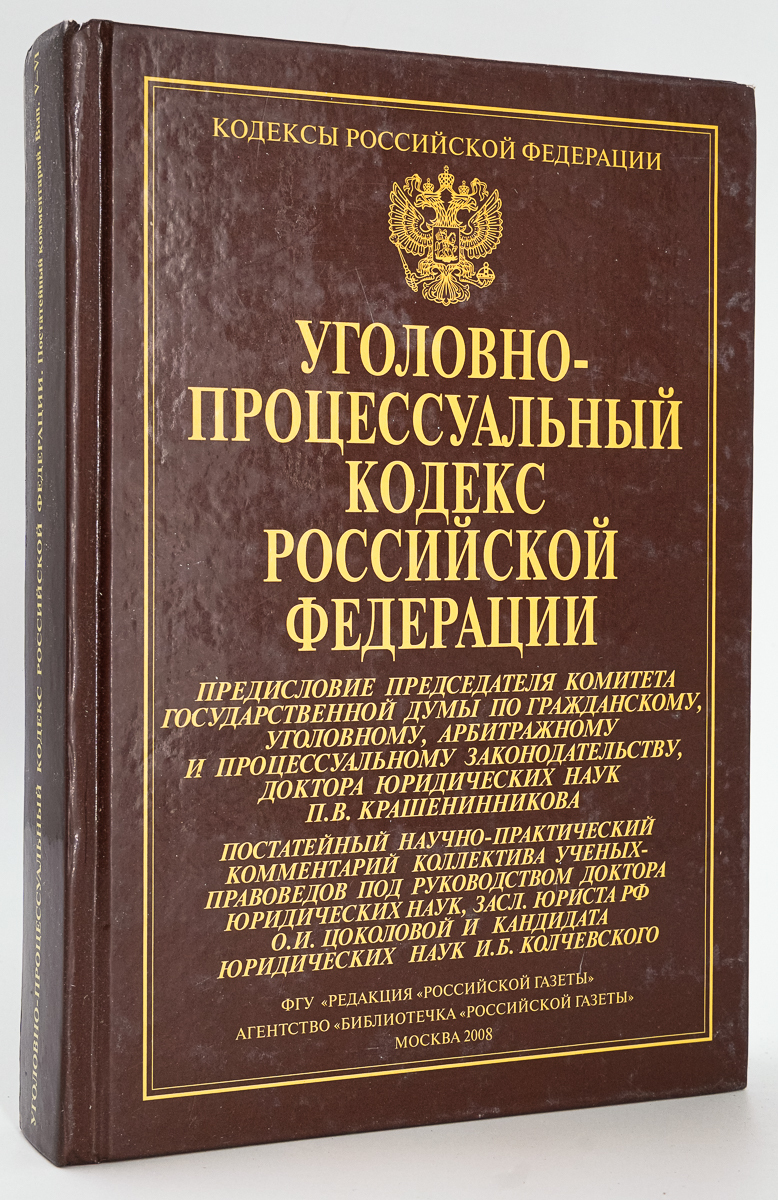 КОДЕКСЫ РОССИЙСКОЙ ФЕДЕРАЦИИ
УГОЛОВНО-
ПРОЦЕССУАЛЬНЫЙ
КОДЕКС
РОССИЙСКОЙ
ФЕДЕРАЦИИ
ПРЕДИСЛОВИЕ ПРЕДСЕДАТЕЛЯ КОМИТЕТА
ГОСУДАРСТВЕННОЙ ДУМЫ ПО ГРАЖДАНСКОМУ,
УГОЛОВНОМУ, АРБИТРАЖНОМУ
И ПРОЦЕССУАЛЬНОМУ ЗАКОНОДАТЕЛЬСТВУ,
ДОКТОРА ЮРИДИЧЕСКИХ НАУК
П.В. КРАШЕНИННИКОВА
ПОСТАТЕЙНЫЙ НАУЧНО-ПРАКТИЧЕСКИЙ
КОММЕНТАРИЙ КОЛЛЕКТИВА УЧЕНЫХ-
ПРАВОВЕДОВ ПОД РУКОВОДСТВОМ ДОКТОРА
ЮРИДИЧЕСКИХ НАУК, ЗАСЛ. ЮРИСТА РФ
О.И. ЦОКОЛОВОЙ И КАНДИДАТА
ЮРИДИЧЕСКИХ НАУК И.Б. КОЛЧЕВСКОГО
ФГУ «РЕДАКЦИЯ «РОССИЙСКОЙ ГАЗЕТЫ»
АГЕНТСТВО «БИБЛИОТЕЧКА «РОССИЙСКОЙ ГАЗЕТЫ»
МОСКВА 2008
УГОЛОВНО-ПРОЦЕССУАЛЬНЫЙ КОДЕКС РОССИЙСКОЙ ФЕДЕРАЦИИ. Постатейный комментарий. Вып. V–VI